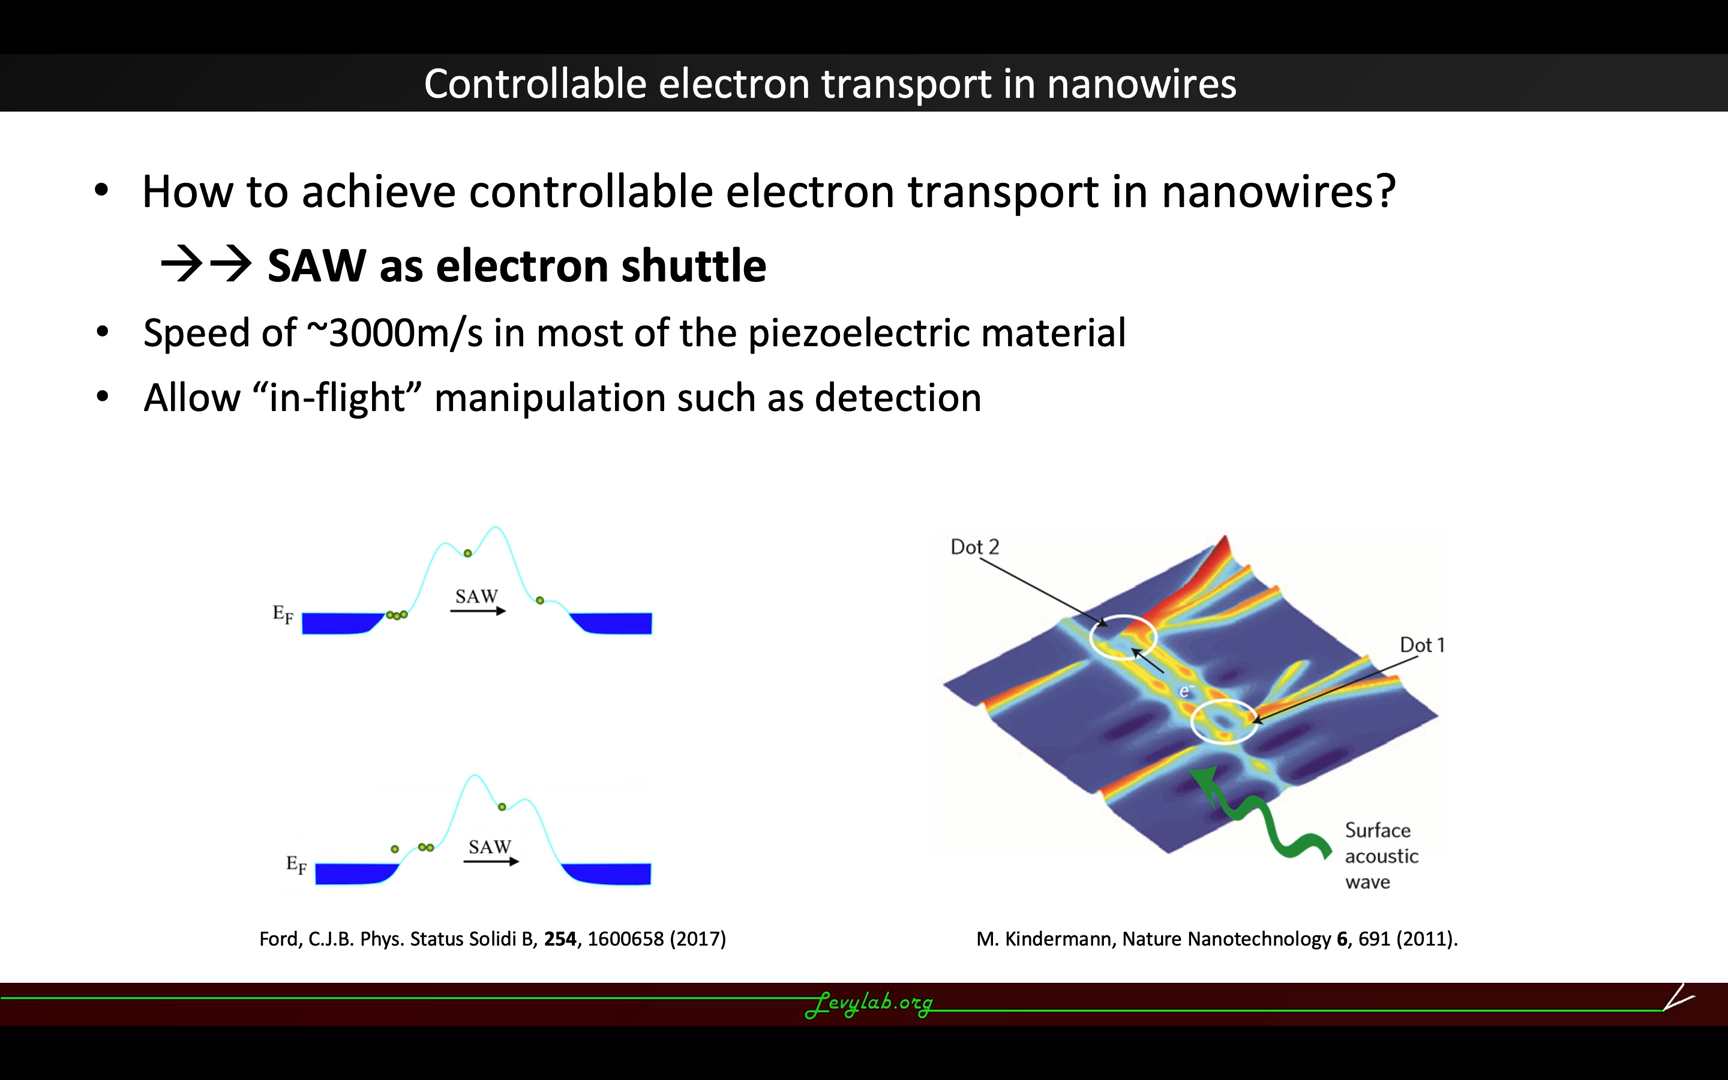 Controllable electron transport in nanowires
• How to achieve controllable electron transport in nanowires?
→→ SAW as electron shuttle
• Speed of ~3000m/s in most of the piezoelectric material
• Allow “in-flight” manipulation such as detection
SAW
E_F
SAW
E_F
Ford, C.J.B. Phys. Status Solidi B, 254, 1600658 (2017)
Dot 2
Dot 1
e⁻
Surface
acoustic
wave
M. Kindermann, Nature Nanotechnology 6, 691 (2011).
Levylab.org